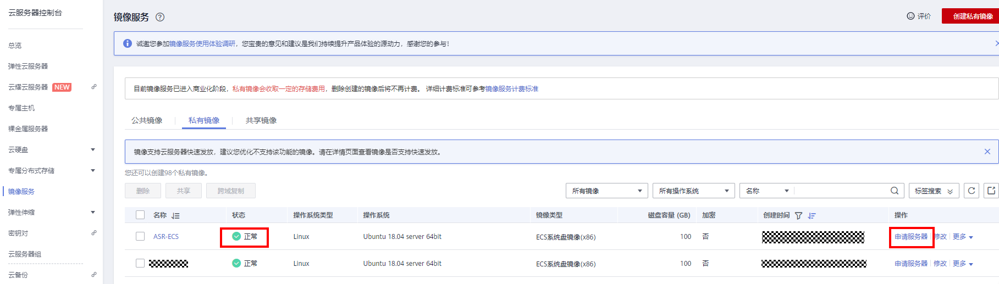 云服务器控制台
总览
弹性云服务器
云耀云服务器 NEW
专属主机
裸金属服务器
云硬盘
专属分布式存储
镜像服务
弹性伸缩
密钥对
云服务器组
云备份
镜像服务 ?
评价
创建私有镜像
诚邀您参加镜像服务使用体验调研，您宝贵的意见和建议是我们持续提升产品体验的源动力，感谢您的参与！
目前镜像服务已进入商业化阶段，私有镜像会收取一定的存储费用，删除创建的镜像后将不再计费。 详细计费标准可参考镜像服务计费标准
公共镜像 私有镜像 共享镜像
镜像支持云服务器快速发放，建议您优化不支持该功能的镜像。请在详情页面查看镜像是否支持快速发放。
您还可以创建98个私有镜像。
删除 共享 跨域复制 所有镜像 所有操作系统 名称 标签搜索
名称 状态 操作系统类型 操作系统 镜像类型 磁盘容量 (GB) 加密 创建时间 操作
ASR-ECS 正常 Linux Ubuntu 18.04 server 64bit ECS系统盘镜像(x86) 100 否 申请服务器 修改 更多
正常 Linux Ubuntu 18.04 server 64bit ECS系统盘镜像(x86) 100 否 申请服务器 修改 更多